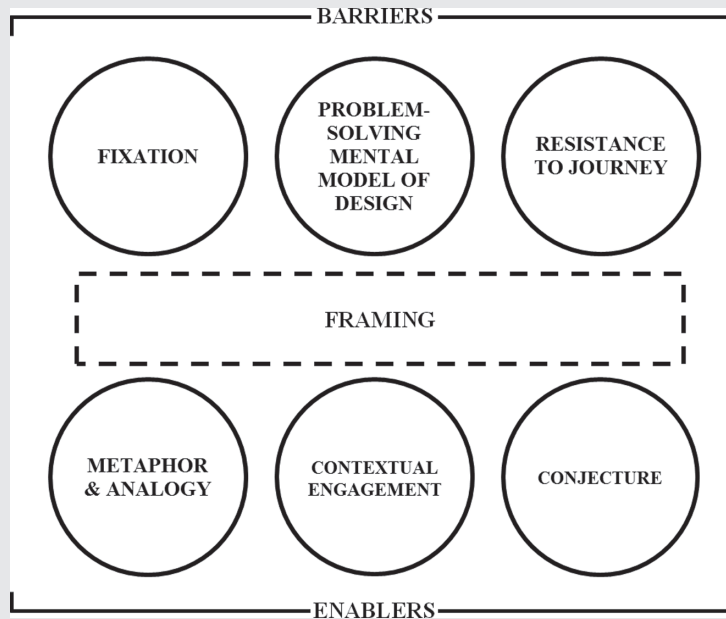 BARRIERS
FIXATION
PROBLEM-
SOLVING
MENTAL
MODEL OF
DESIGN
RESISTANCE
TO JOURNEY
FRAMING
METAPHOR
& ANALOGY
CONTEXTUAL
ENGAGEMENT
CONJECTURE
ENABLERS